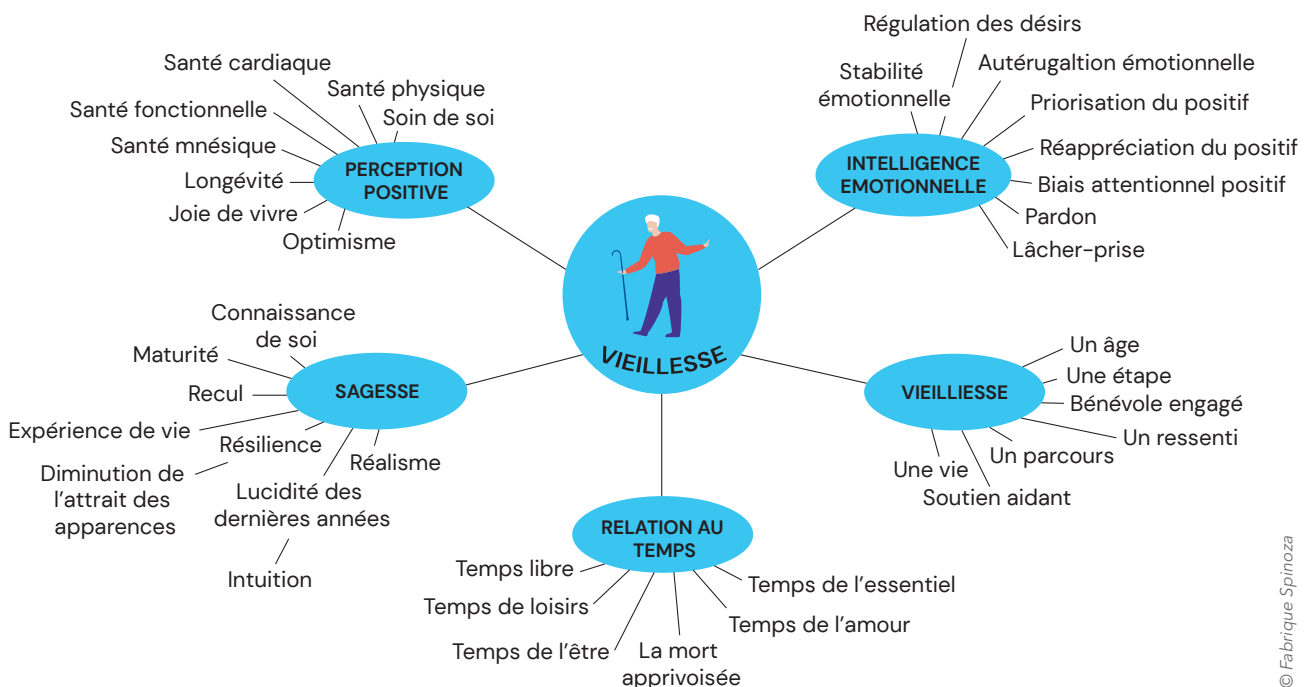 Santé cardiaque
Santé physique
Santé fonctionnelle
Soin de soi
Santé mnésique
Longévité
Joie de vivre
Optimisme
PERCEPTION
POSITIVE
Régulation des désirs
Stabilité
émotionnelle
Autérugaltion émotionnelle
Priorisation du positif
Réappréciation du positif
Biais attentionnel positif
Pardon
Lâcher-prise
INTELLIGENCE
EMOTIONNELLE
VIEILLESSE
Connaissance
de soi
Maturité
Recul
Expérience de vie
Résilience
Réalisme
Diminution de
l'attrait des
apparences
Lucidité des
dernières années
Intuition
SAGESSE
VIEILLIESSE
Un âge
Une étape
Bénévole engagé
Un ressenti
Un parcours
Une vie
Soutien aidant
RELATION AU
TEMPS
Temps libre
Temps de loisirs
Temps de l'être
La mort
apprivoisée
Temps de l'amour
Temps de l'essentiel
© Fabrique Spinoza